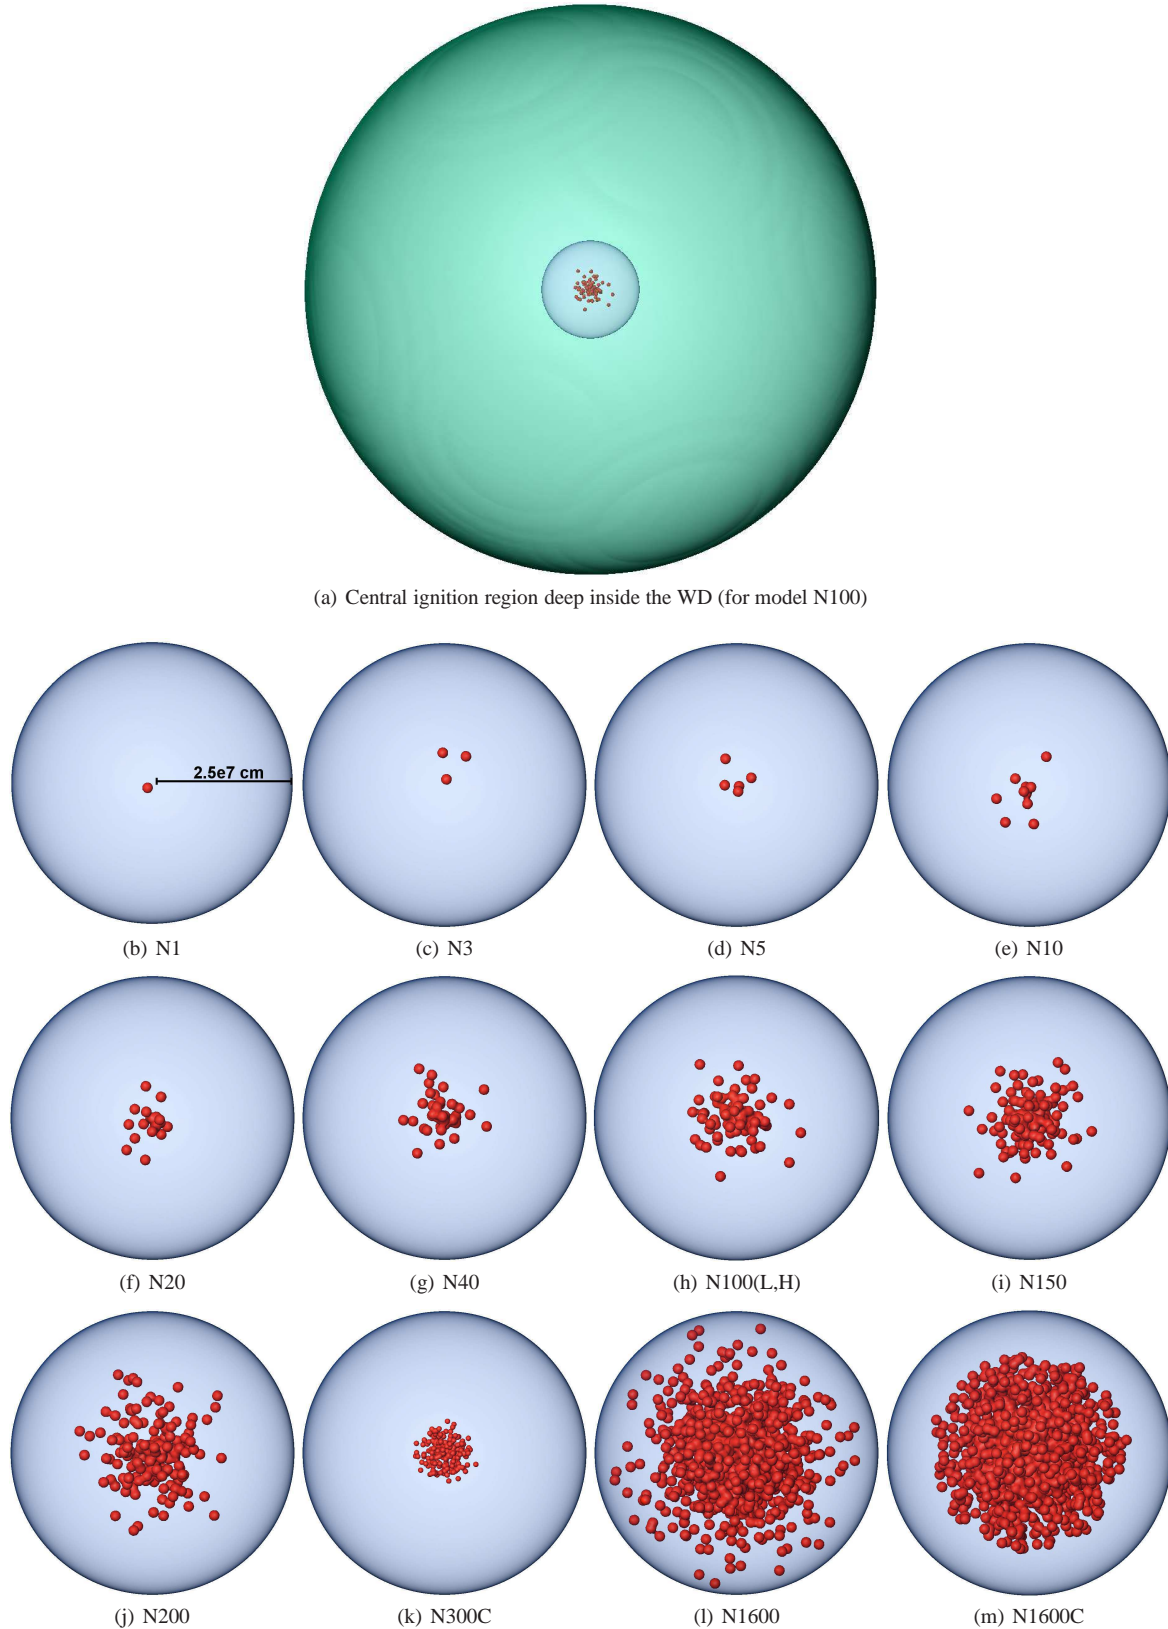 (a) Central ignition region deep inside the WD (for model N100)
2.5e7 cm
(b) N1
(c) N3
(d) N5
(e) N10
(f) N20
(g) N40
(h) N100(L,H)
(i) N150
(j) N200
(k) N300C
(l) N1600
(m) N1600C